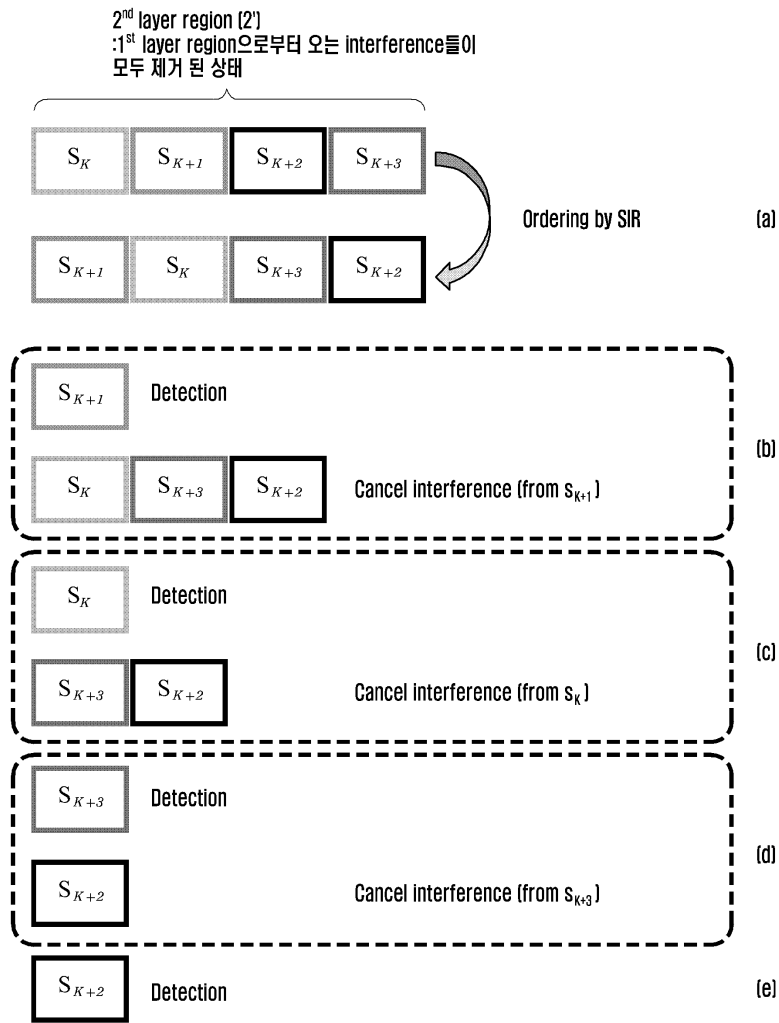 2nd layer region (2')
:1st layer region으로부터 오는 interference들이
모두 제거 된 상태
SK SK+1 SK+2 SK+3
Ordering by SIR (a)
SK+1 SK SK+3 SK+2
SK+1 Detection
(b)
SK SK+3 SK+2 Cancel interference (from sK+1)
SK Detection
(c)
SK+3 SK+2 Cancel interference (from sK)
SK+3 Detection
(d)
SK+2 Cancel interference (from sK+3)
SK+2 Detection (e)